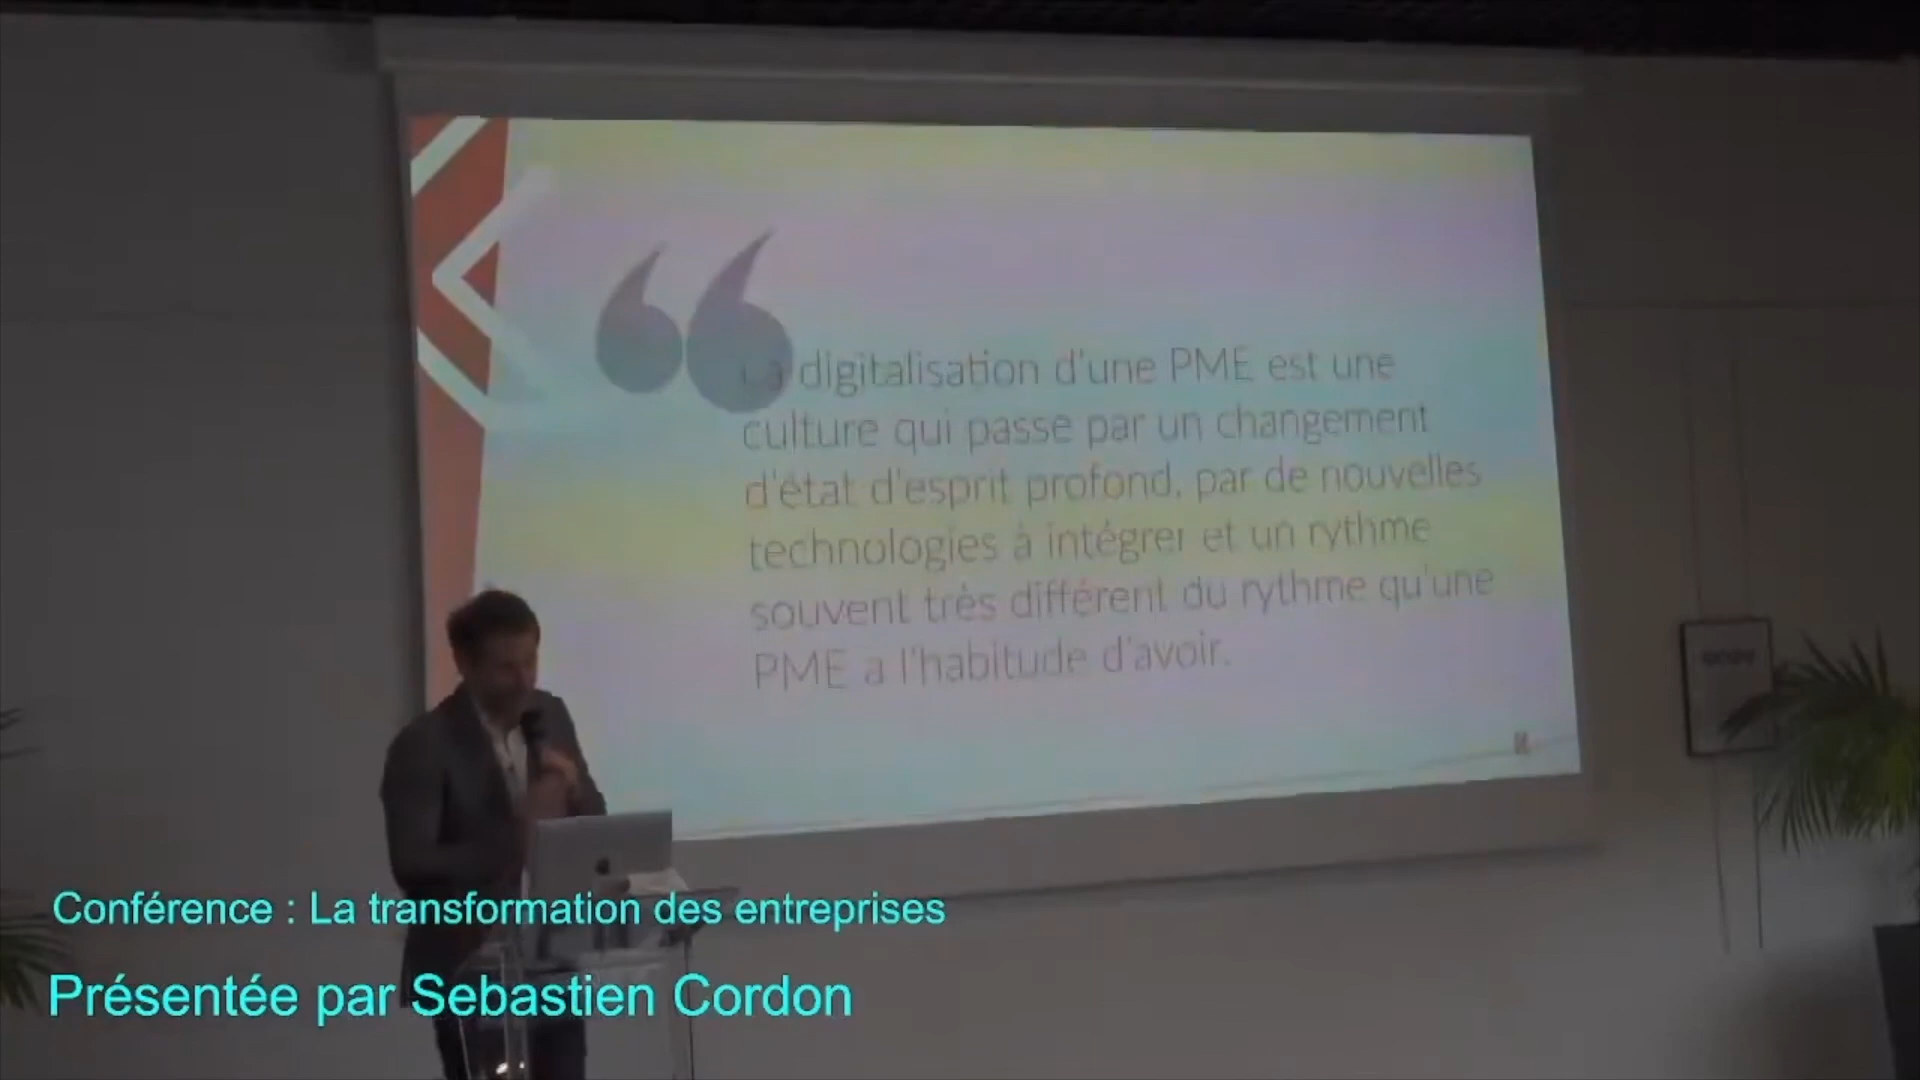 La digitalisation d'une PME est une
culture qui passe par un changement
d'état d'esprit profond, par de nouvelles
technologies à intégrer et un rythme
souvent très différent du rythme qu'une
PME a l'habitude d'avoir.
Conférence : La transformation des entreprises
Présentée par Sebastien Cordon